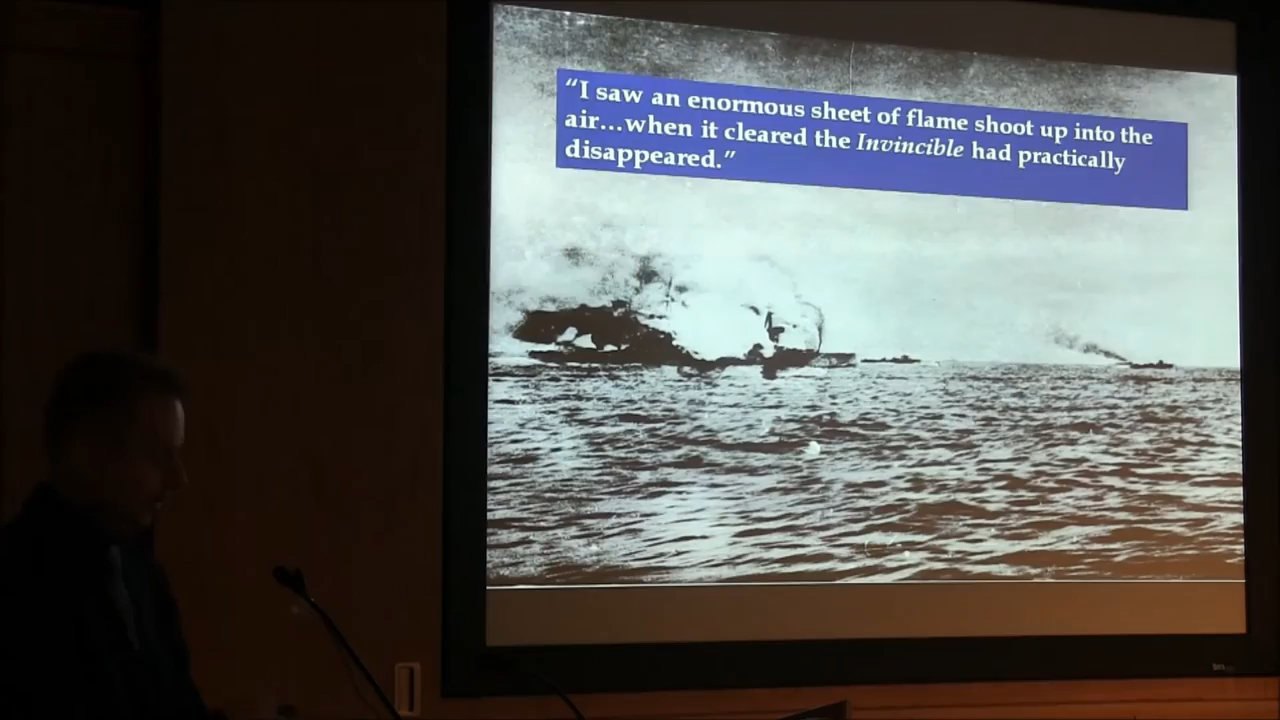 “I saw an enormous sheet of flame shoot up into the
air…when it cleared the Invincible had practically
disappeared.”